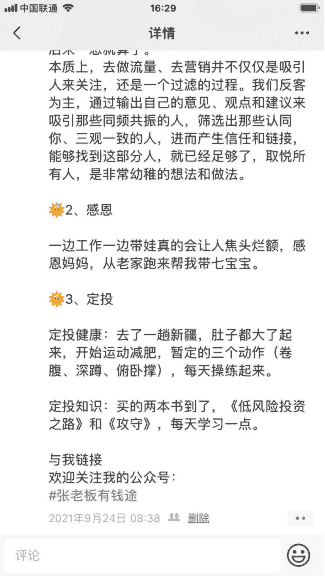 中国联通
16:29
详情
后来一想就算了。
本质上,去做流量、去营销并不仅仅是吸引
人来关注,还是一个过滤的过程。我们反客
为主,通过输出自己的意见、观点和建议来
吸引那些同频共振的人,筛选出那些认同
你、三观一致的人,进而产生信任和链接,
能够找到这部分人,就已经足够了,取悦所
有人,是非常幼稚的想法和做法。
2、感恩
一边工作一边带娃真的会让人焦头烂额,感
恩妈妈,从老家跑来帮我带七宝宝。
3、定投
定投健康:去了一趟新疆,肚子都大了起
来,开始运动减肥,暂定的三个动作(卷
腹、深蹲、俯卧撑),每天操练起来。
定投知识:买的两本书到了,《低风险投资
之路》和《攻守》,每天学习一点。
与我链接
欢迎关注我的公众号:
#张老板有钱途
2021年9月24日 08:38 删除
评论